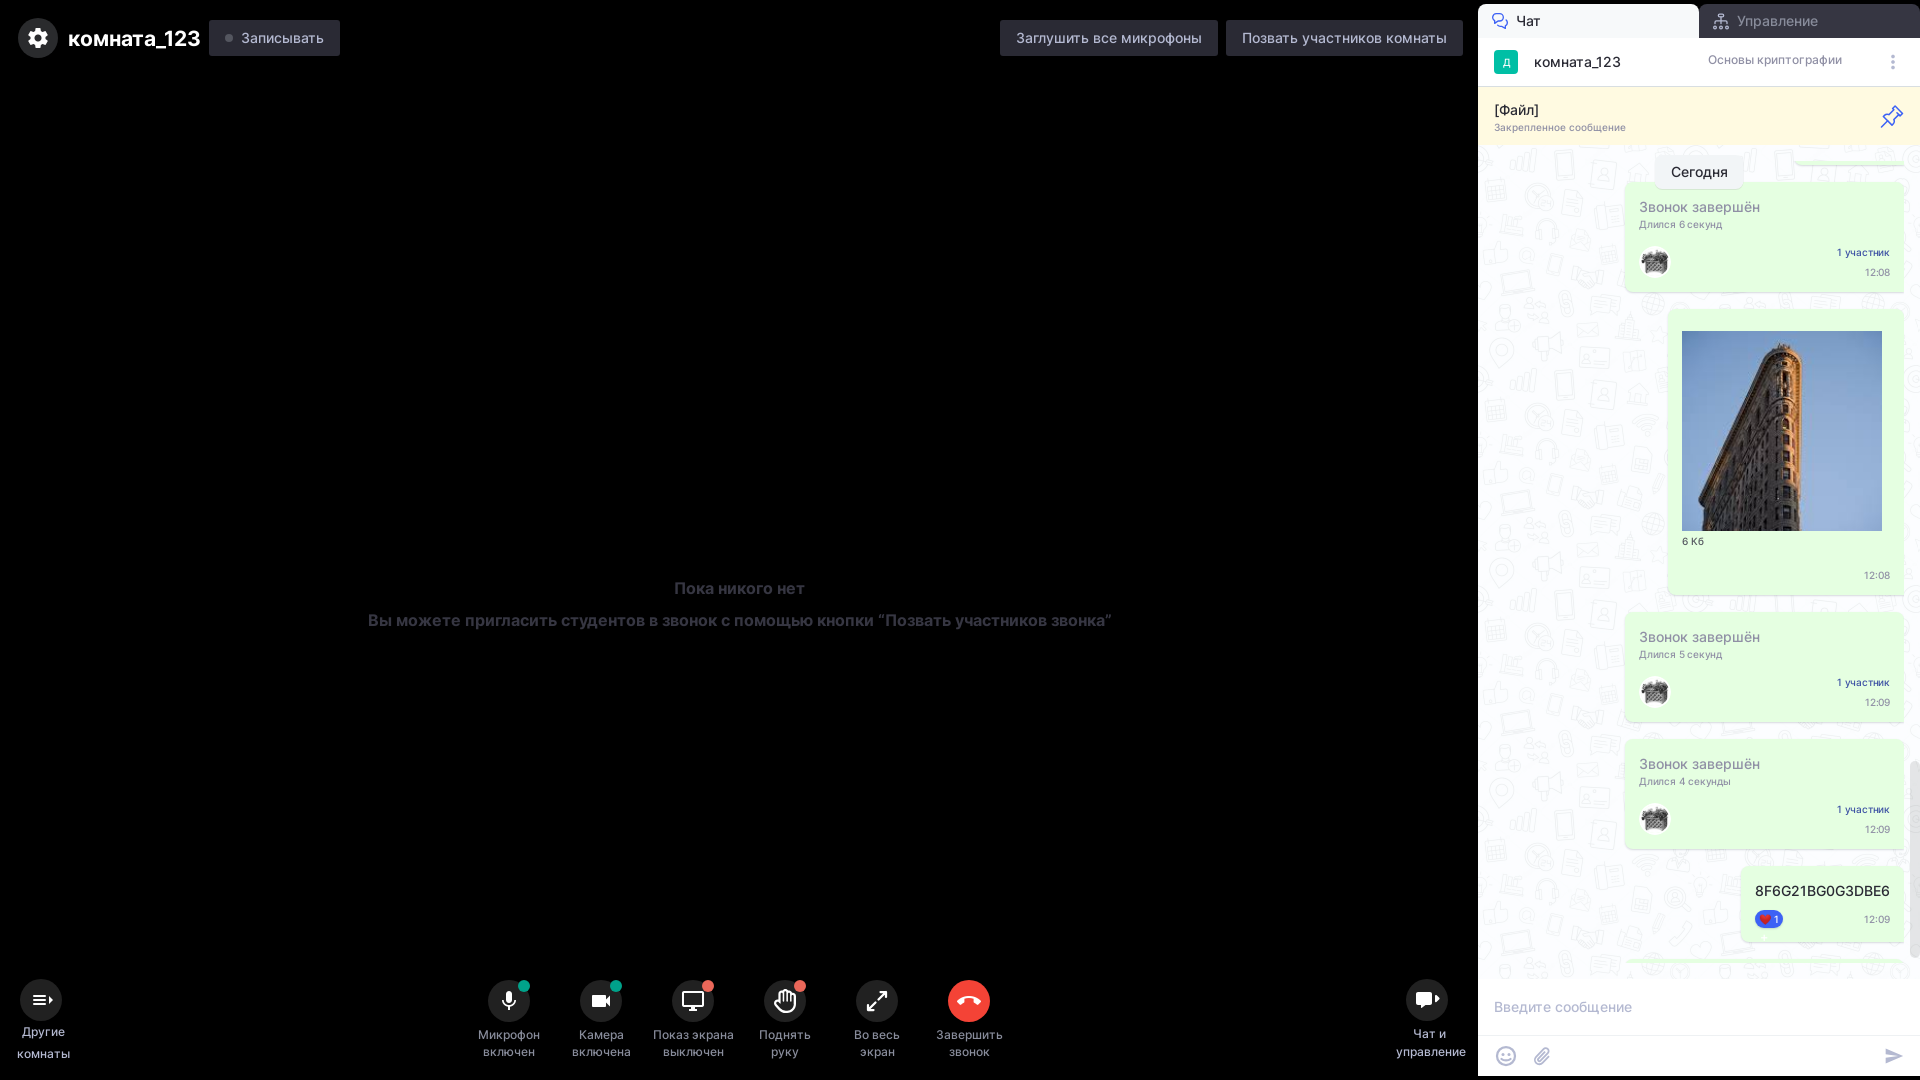 комната_123
Записывать
Заглушить все микрофоны
Позвать участников комнаты
Пока никого нет
Вы можете пригласить студентов в звонок с помощью кнопки “Позвать участников звонка”
Другие
комнаты
Микрофон
включен
Камера
включена
Показ экрана
выключен
Поднять
руку
Во весь
экран
Завершить
звонок
Чат и
управление
Чат
Управление
Д
комната_123
Основы криптографии
[Файл]
Закрепленное сообщение
Сегодня
Звонок завершён
Длился 6 секунд
1 участник
12:08
6 Кб
12:08
Звонок завершён
Длился 5 секунд
1 участник
12:09
Звонок завершён
Длился 4 секунды
1 участник
12:09
8F6G21BG0G3DBE6
1
12:09
Введите сообщение